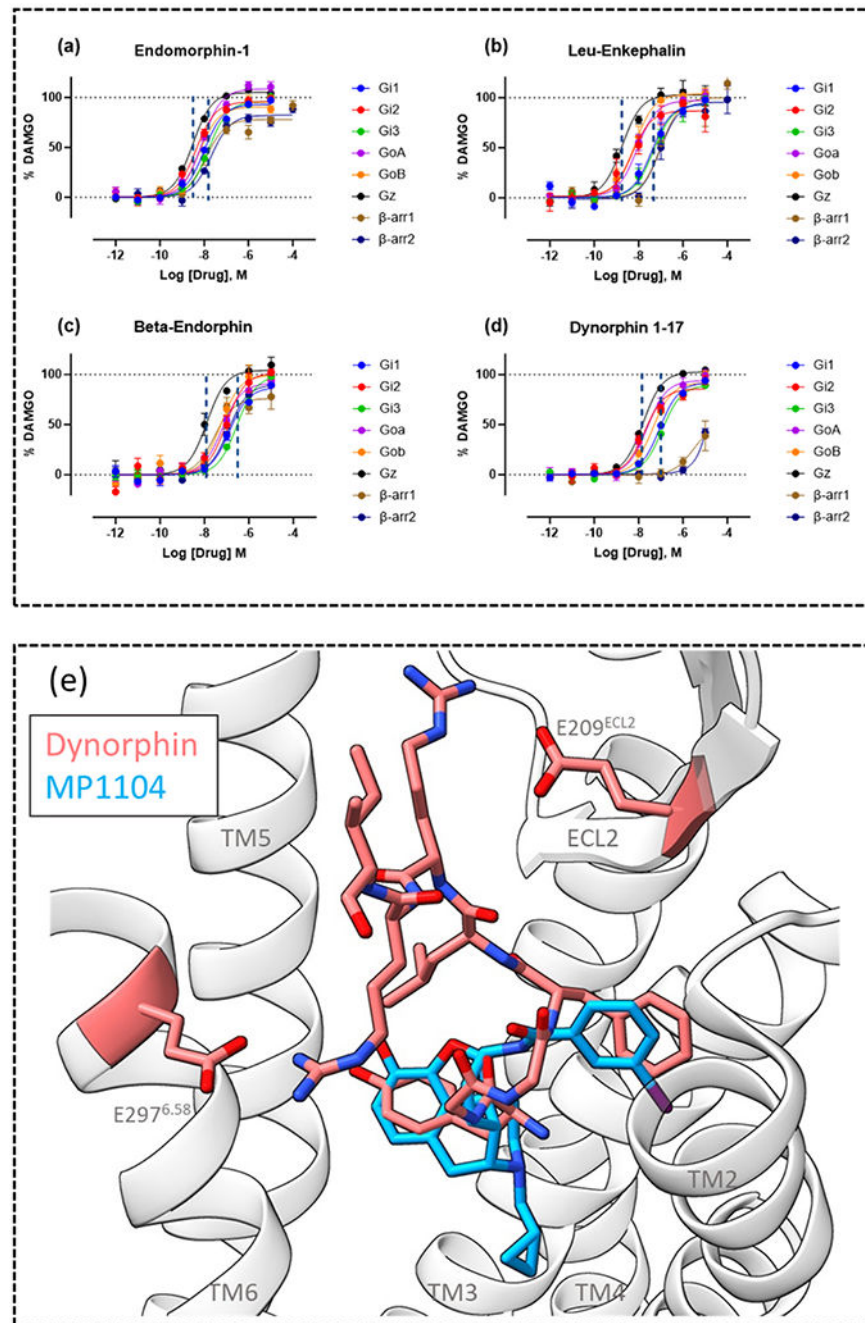 (a)
Endomorphin-1
% DAMGO
100
50
0
-12
-10
-8
-6
-4
Log [Drug], M
Gi1
Gi2
Gi3
GoA
GoB
Gz
β-arr1
β-arr2
(b)
Leu-Enkephalin
% DAMGO
100
50
0
-12
-10
-8
-6
-4
Log [Drug], M
Gi1
Gi2
Gi3
Goa
Gob
Gz
β-arr1
β-arr2
(c)
Beta-Endorphin
% DAMGO
100
50
0
-12
-10
-8
-6
-4
Log [Drug] M
Gi1
Gi2
Gi3
Goa
Gob
Gz
β-arr1
β-arr2
(d)
Dynorphin 1-17
% DAMGO
100
50
0
-12
-10
-8
-6
-4
Log [Drug], M
Gi1
Gi2
Gi3
GoA
GoB
Gz
β-arr1
β-arr2
(e)
Dynorphin
MP1104
E209ECL2
TM5
ECL2
E2976.58
TM2
TM6
TM3
TM4